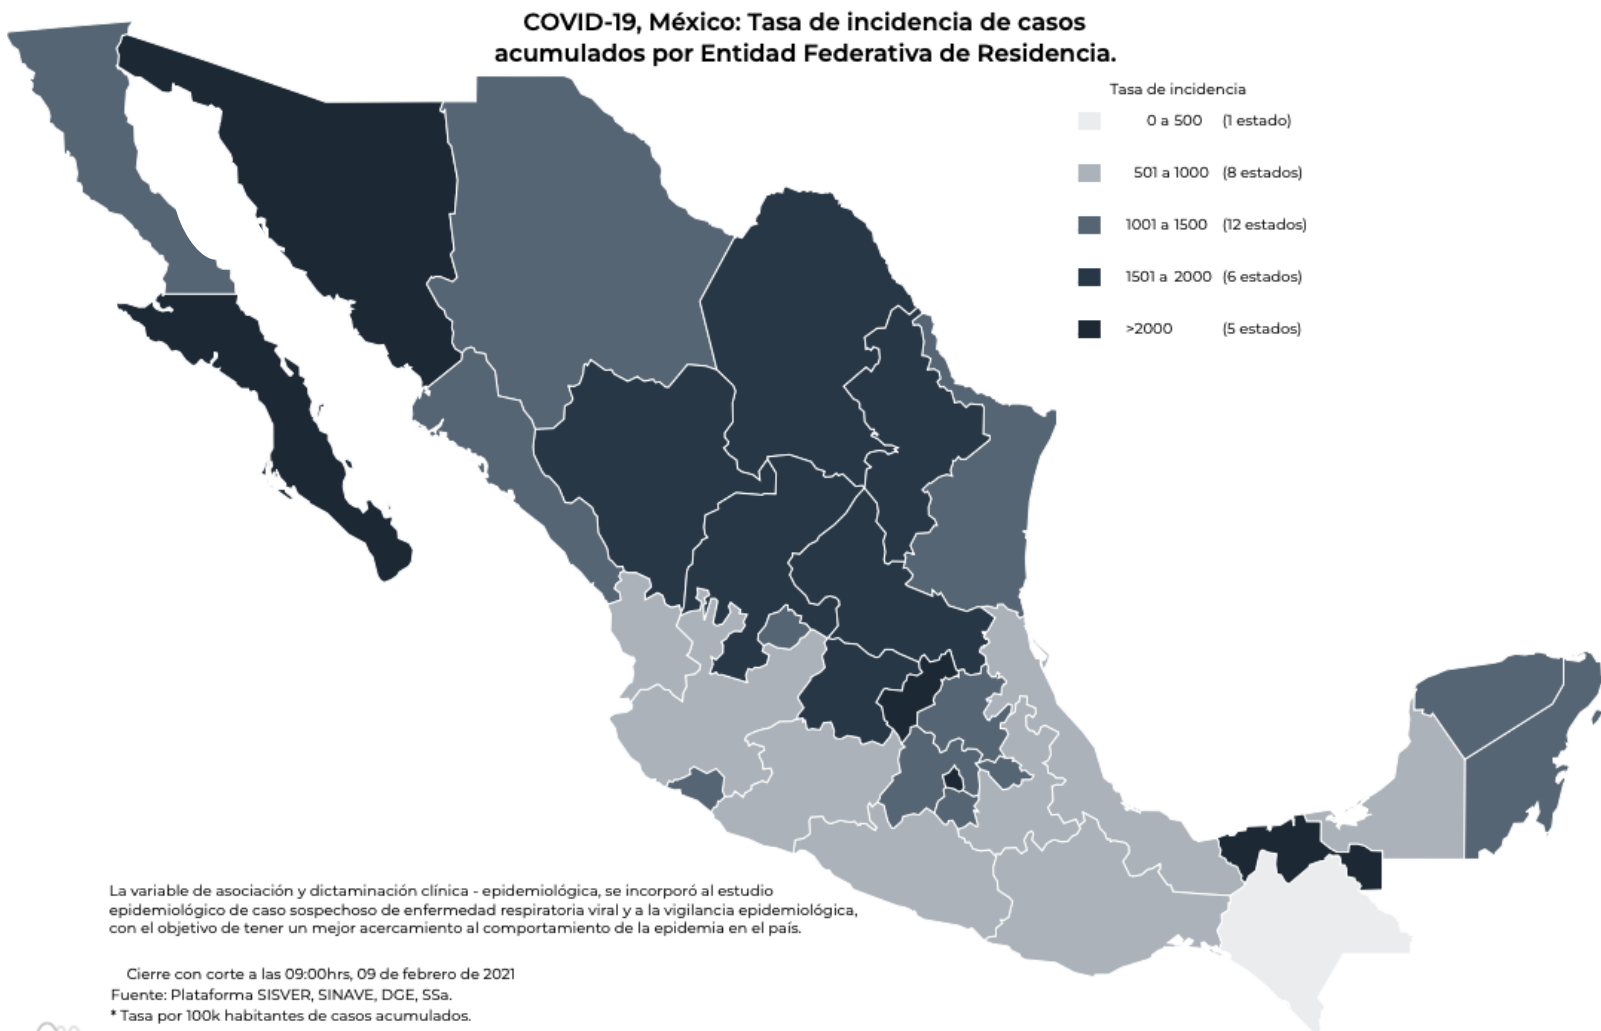 COVID-19, México: Tasa de incidencia de casos
acumulados por Entidad Federativa de Residencia.
Tasa de incidencia
0 a 500 (1 estado)
501 a 1000 (8 estados)
1001 a 1500 (12 estados)
1501 a 2000 (6 estados)
>2000 (5 estados)
La variable de asociación y dictaminación clínica - epidemiológica, se incorporó al estudio
epidemiológico de caso sospechoso de enfermedad respiratoria viral y a la vigilancia epidemiológica,
con el objetivo de tener un mejor acercamiento al comportamiento de la epidemia en el país.
Cierre con corte a las 09:00hrs, 09 de febrero de 2021
Fuente: Plataforma SISVER, SINAVE, DGE, SSa.
* Tasa por 100k habitantes de casos acumulados.